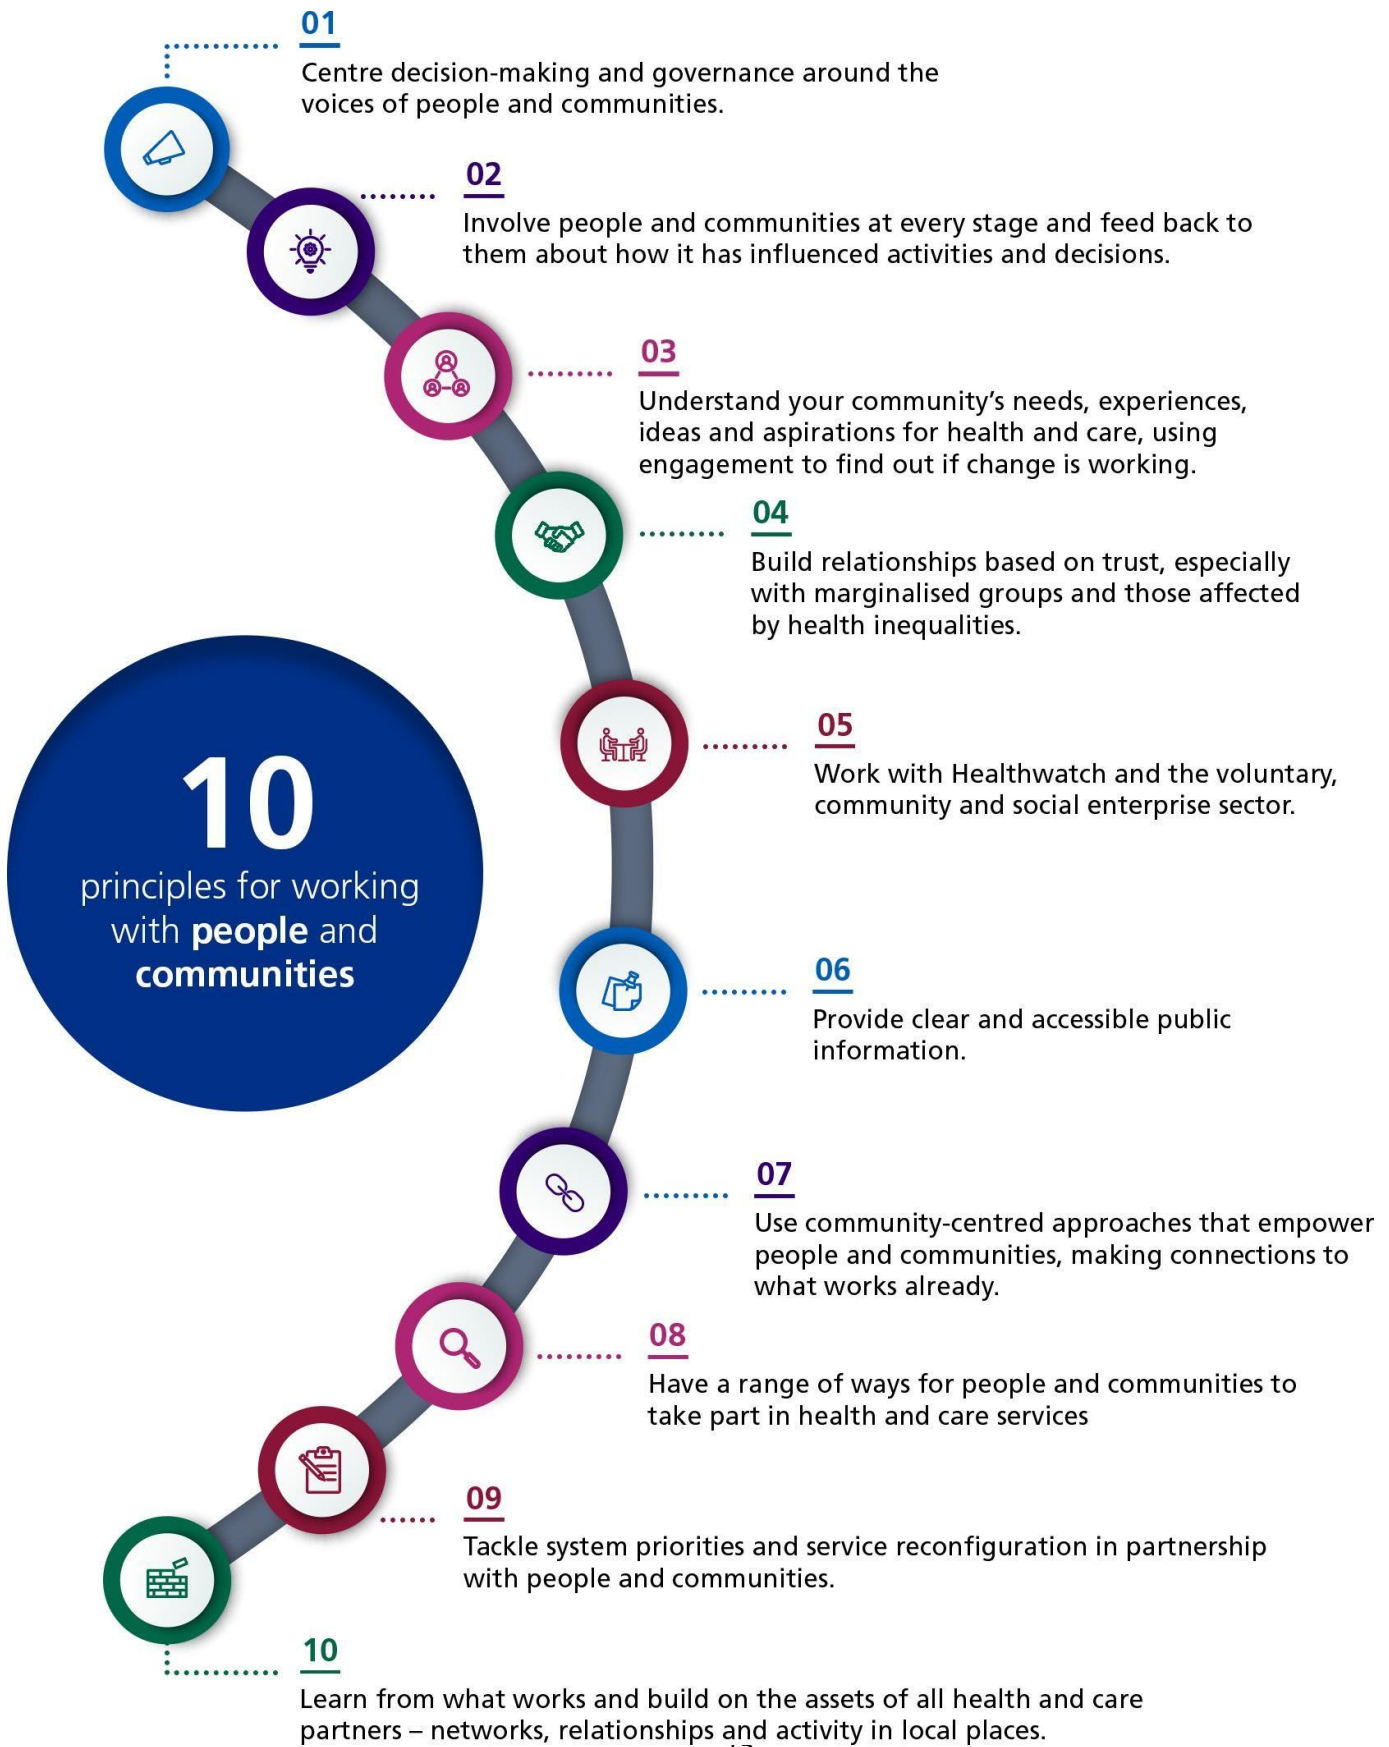 01
Centre decision-making and governance around the
voices of people and communities.
02
Involve people and communities at every stage and feed back to
them about how it has influenced activities and decisions.
03
Understand your community’s needs, experiences,
ideas and aspirations for health and care, using
engagement to find out if change is working.
04
Build relationships based on trust, especially
with marginalised groups and those affected
by health inequalities.
05
Work with Healthwatch and the voluntary,
community and social enterprise sector.
10
principles for working
with people and
communities
06
Provide clear and accessible public
information.
07
Use community-centred approaches that empower
people and communities, making connections to
what works already.
08
Have a range of ways for people and communities to
take part in health and care services
09
Tackle system priorities and service reconfiguration in partnership
with people and communities.
10
Learn from what works and build on the assets of all health and care
partners – networks, relationships and activity in local places.